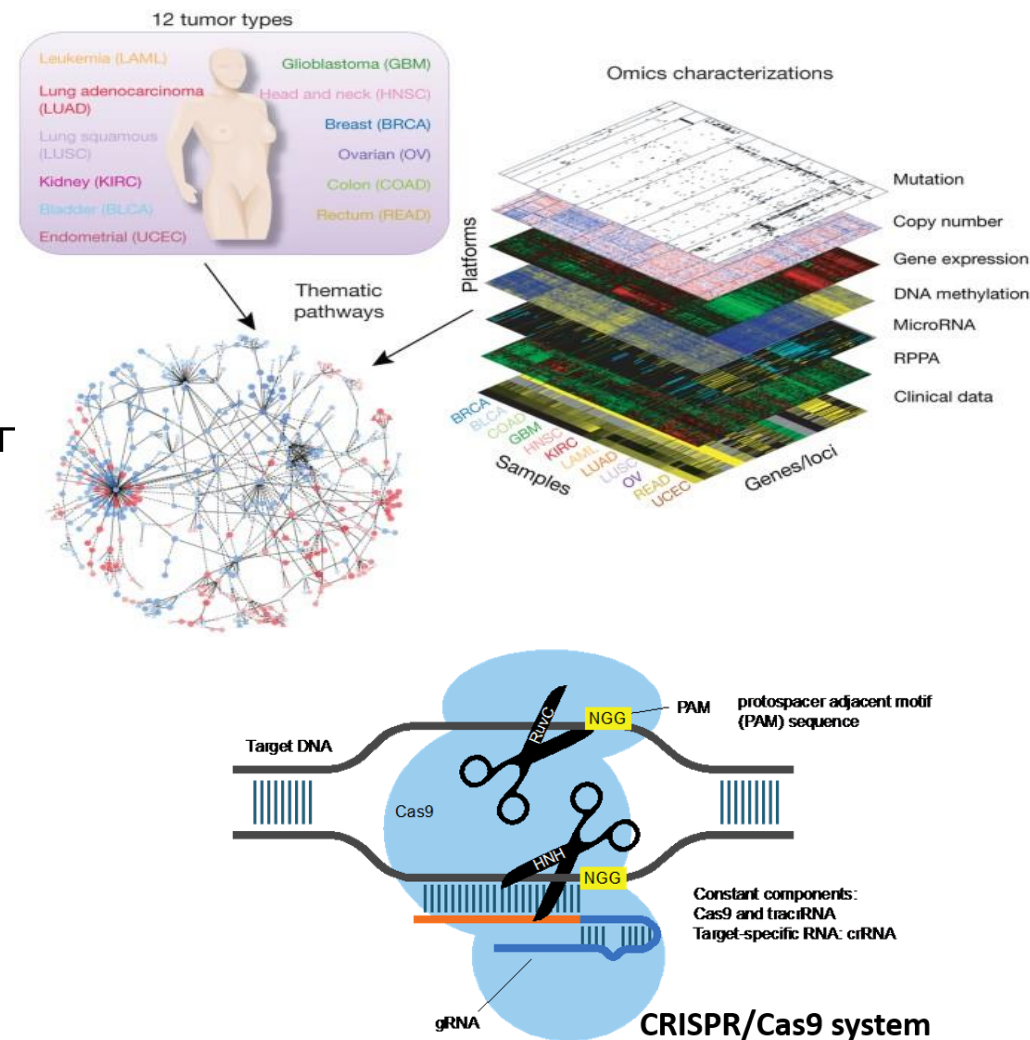 12 tumor types
Leukemia (LAML)
Lung adenocarcinoma
(LUAD)
Lung squamous
(LUSC)
Kidney (KIRC)
Bladder (BLCA)
Endometrial (UCEC)
Glioblastoma (GBM)
Head and neck (HNSC)
Breast (BRCA)
Ovarian (OV)
Colon (COAD)
Rectum (READ)
Omics characterizations
Mutation
Copy number
Gene expression
DNA methylation
MicroRNA
RPPA
Clinical data
Platforms
Thematic
pathways
BRCA
BLCA
COAD
GBM
HNSC
KIRC
LAML
LUAD
LUSC
OV
READ
UCEC
Samples
Genes/loci
Target DNA
RuvC
NGG
PAM
protospacer adjacent motif
(PAM) sequence
Cas9
HNH
NGG
Constant components:
Cas9 and tracrRNA
Target-specific RNA: crRNA
gRNA
CRISPR/Cas9 system